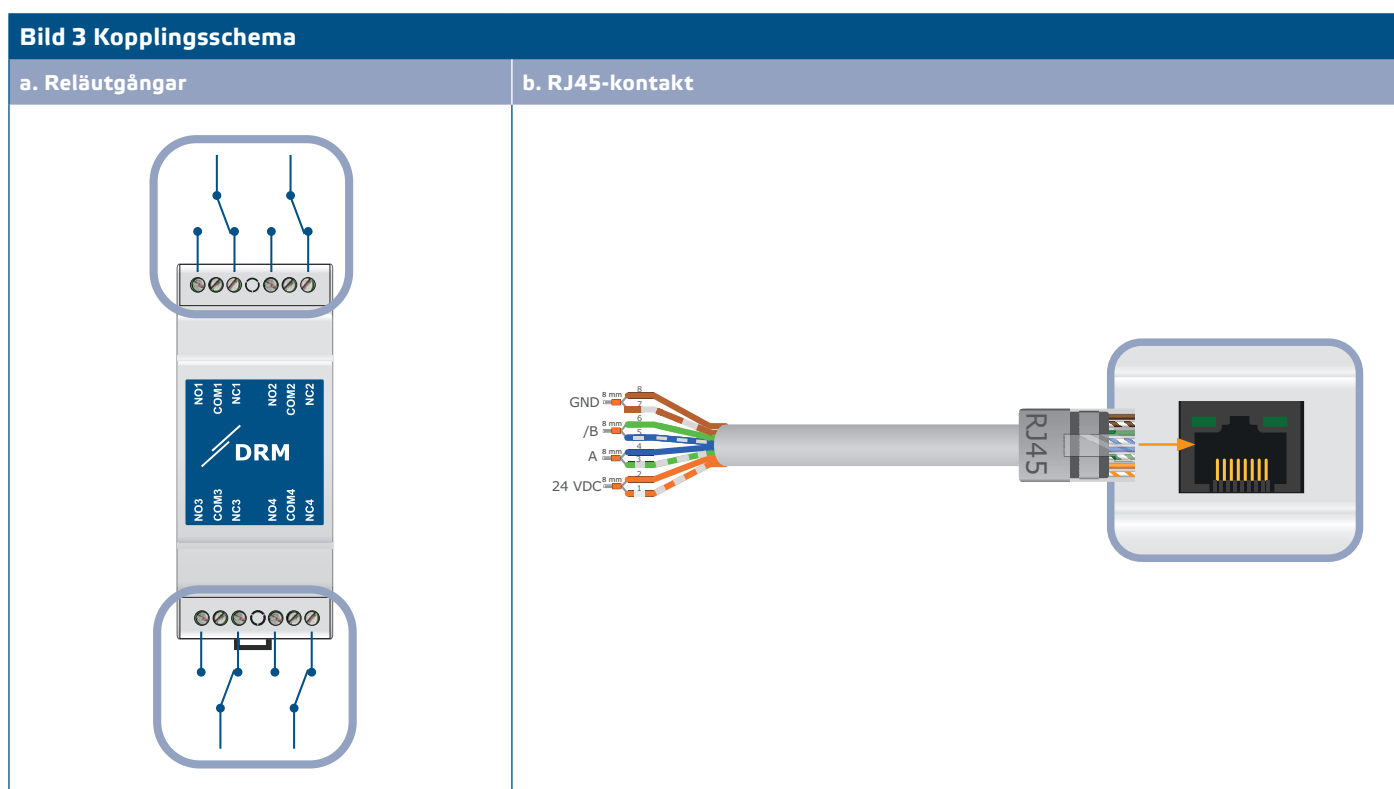 Bild 3 Kopplingsschema
a. Reläutgångar
b. RJ45-kontakt
NO1 COM1 NC1 NO2 COM2 NC2
DRM
NO3 COM3 NC3 NO4 COM4 NC4
GND 8 mm 8 7
/B 8 mm 6 5
A 8 mm 4 3
24 VDC 8 mm 2 1
RJ45